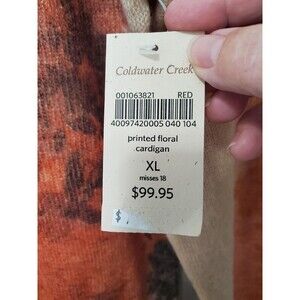 Coldwater Creek
001063821 RED
40097420005 040 104
printed floral
cardigan
XL
misses 18
$99.95
$